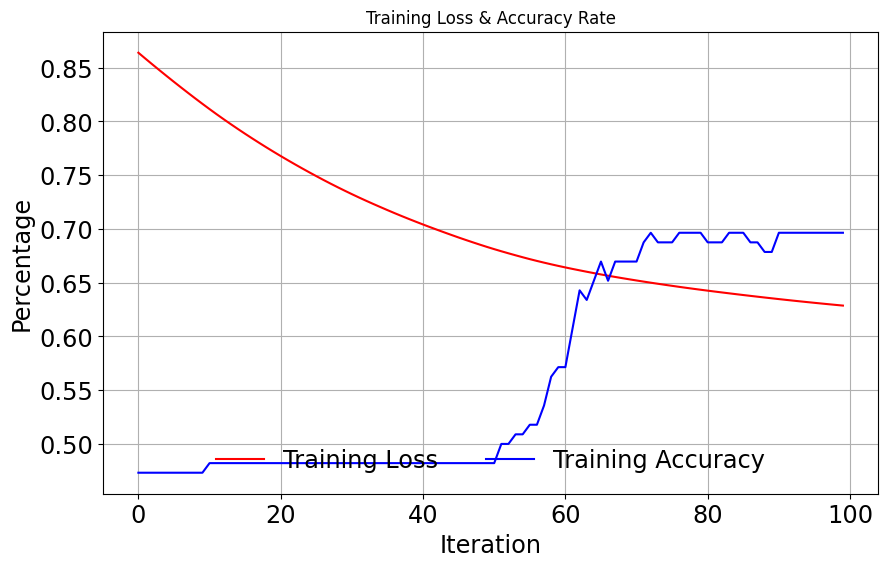 Training Loss & Accuracy Rate
Percentage
0.85
0.80
0.75
0.70
0.65
0.60
0.55
0.50
Training Loss
Training Accuracy
0 20 40 60 80 100
Iteration